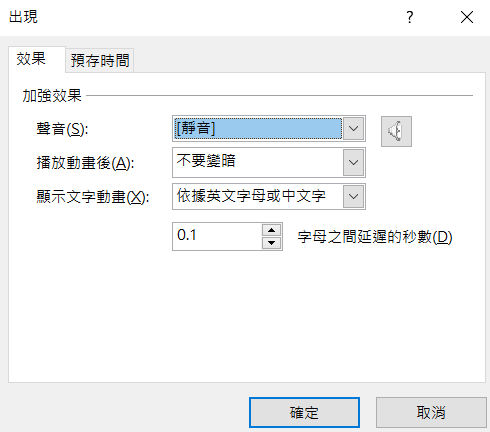 出現
?
效果 預存時間
加強效果
聲音(S): [靜音]
播放動畫後(A): 不要變暗
顯示文字動畫(X): 依據英文字母或中文字
0.1 字母之間延遲的秒數(D)
確定 取消